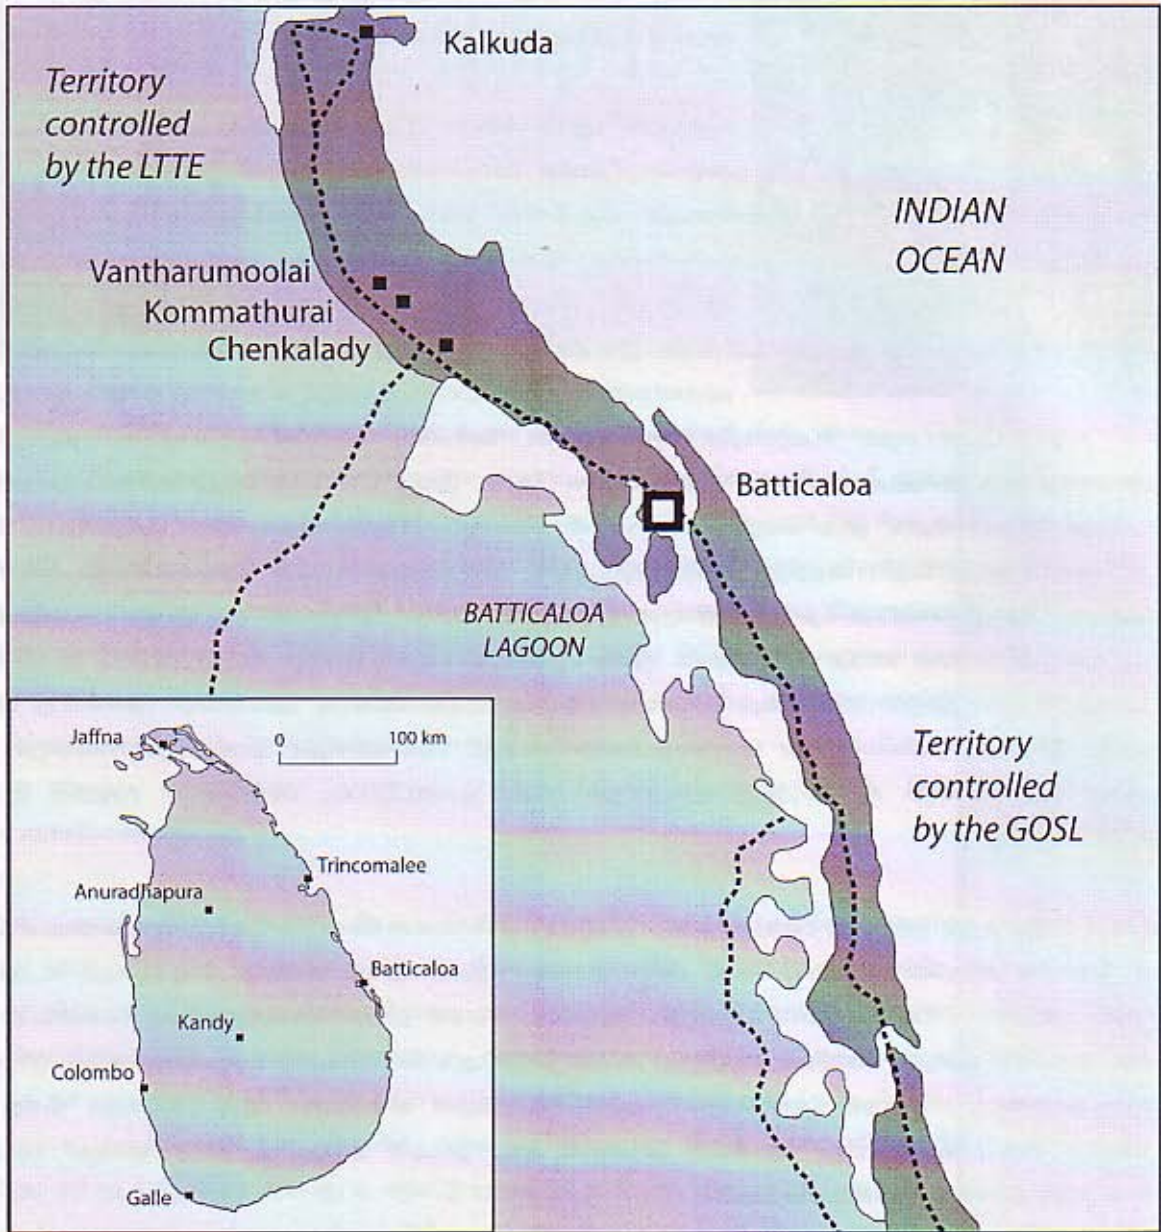 Kalkuda
Territory
controlled
by the LTTE
INDIAN
OCEAN
Vantharumoolai
Kommathurai
Chenkalady
Batticaloa
BATTICALOA
LAGOON
Territory
controlled
by the GOSL
Jaffna
0 100 km
Trincomalee
Anuradhapura
Batticaloa
Kandy
Colombo
Galle